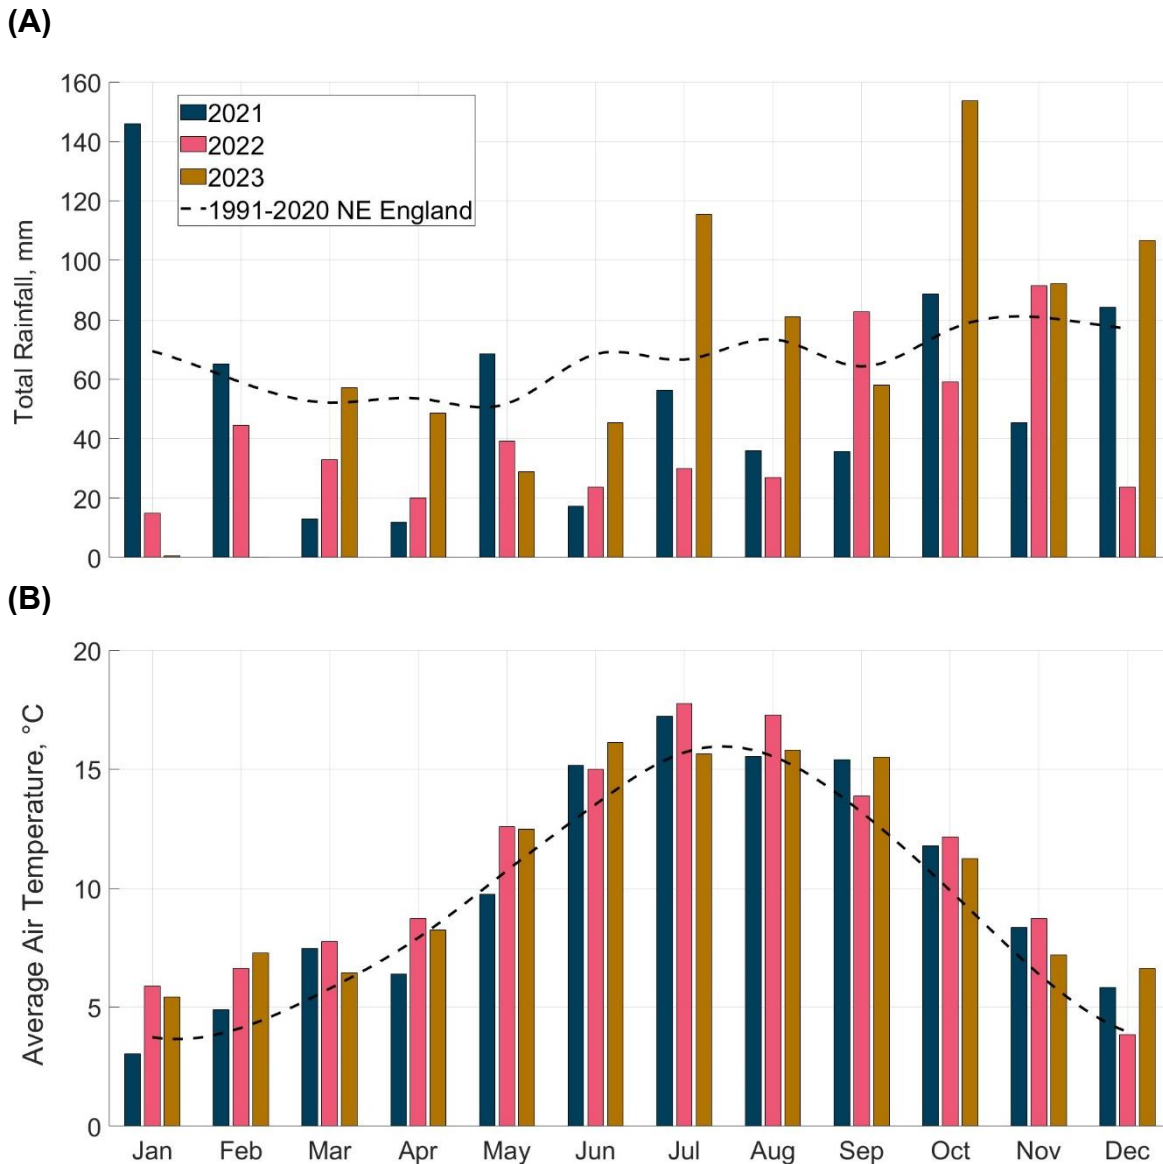 (A)
Total Rainfall, mm
160
140
120
100
80
60
40
20
0
2021
2022
2023
1991-2020 NE England
(B)
Average Air Temperature, °C
20
15
10
5
0
Jan Feb Mar Apr May Jun Jul Aug Sep Oct Nov Dec